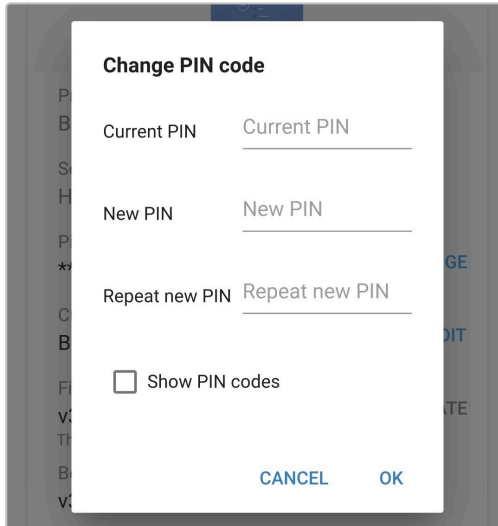 Change PIN code
Current PIN Current PIN
New PIN New PIN
Repeat new PIN Repeat new PIN
Show PIN codes
CANCEL OK